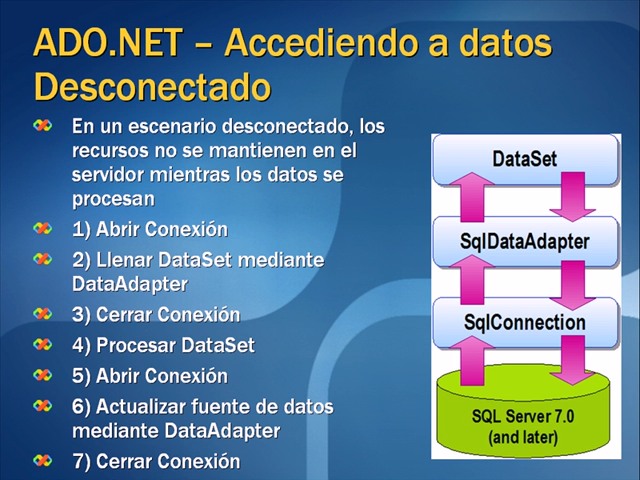 ADO.NET – Accediendo a datos
Desconectado
En un escenario desconectado, los
recursos no se mantienen en el
servidor mientras los datos se
procesan
1) Abrir Conexión
2) Llenar DataSet mediante
DataAdapter
3) Cerrar Conexión
4) Procesar DataSet
5) Abrir Conexión
6) Actualizar fuente de datos
mediante DataAdapter
7) Cerrar Conexión
DataSet
SqlDataAdapter
SqlConnection
SQL Server 7.0
(and later)